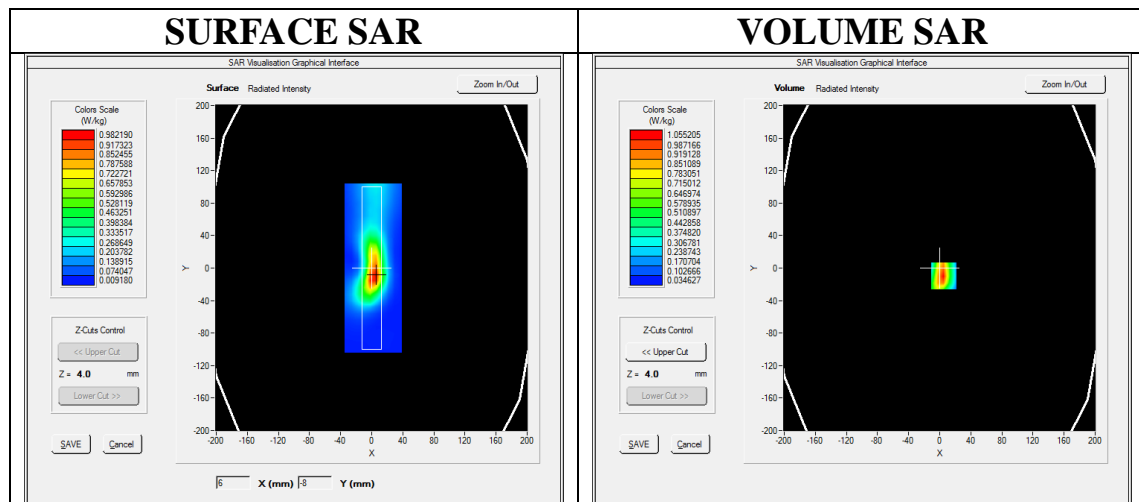 SURFACE SAR
SAR Visualisation Graphical Interface
Surface Radiated Intensity
Zoom In/Out
Colors Scale
(W/kg)
0.982190
0.917323
0.852455
0.787588
0.722721
0.657853
0.592986
0.528119
0.463251
0.398384
0.333517
0.268649
0.203782
0.138915
0.074047
0.009180
Z-Cuts Control
<< Upper Cut
Z = 4.0 mm
Lower Cut >>
SAVE Cancel
200
160
120
80
40
0
-40
-80
-120
-160
-200
Y
-200 -160 -120 -80 -40 0 40 80 120 160 200
X
6 X (mm) -8 Y (mm)
VOLUME SAR
SAR Visualisation Graphical Interface
Volume Radiated Intensity
Zoom In/Out
Colors Scale
(W/kg)
1.055205
0.987166
0.919128
0.851089
0.783051
0.715012
0.646974
0.578935
0.510897
0.442858
0.374820
0.306781
0.238743
0.170704
0.102666
0.034627
Z-Cuts Control
<< Upper Cut
Z = 4.0 mm
Lower Cut >>
SAVE Cancel
200
160
120
80
40
0
-40
-80
-120
-160
-200
Y
-200 -160 -120 -80 -40 0 40 80 120 160 200
X